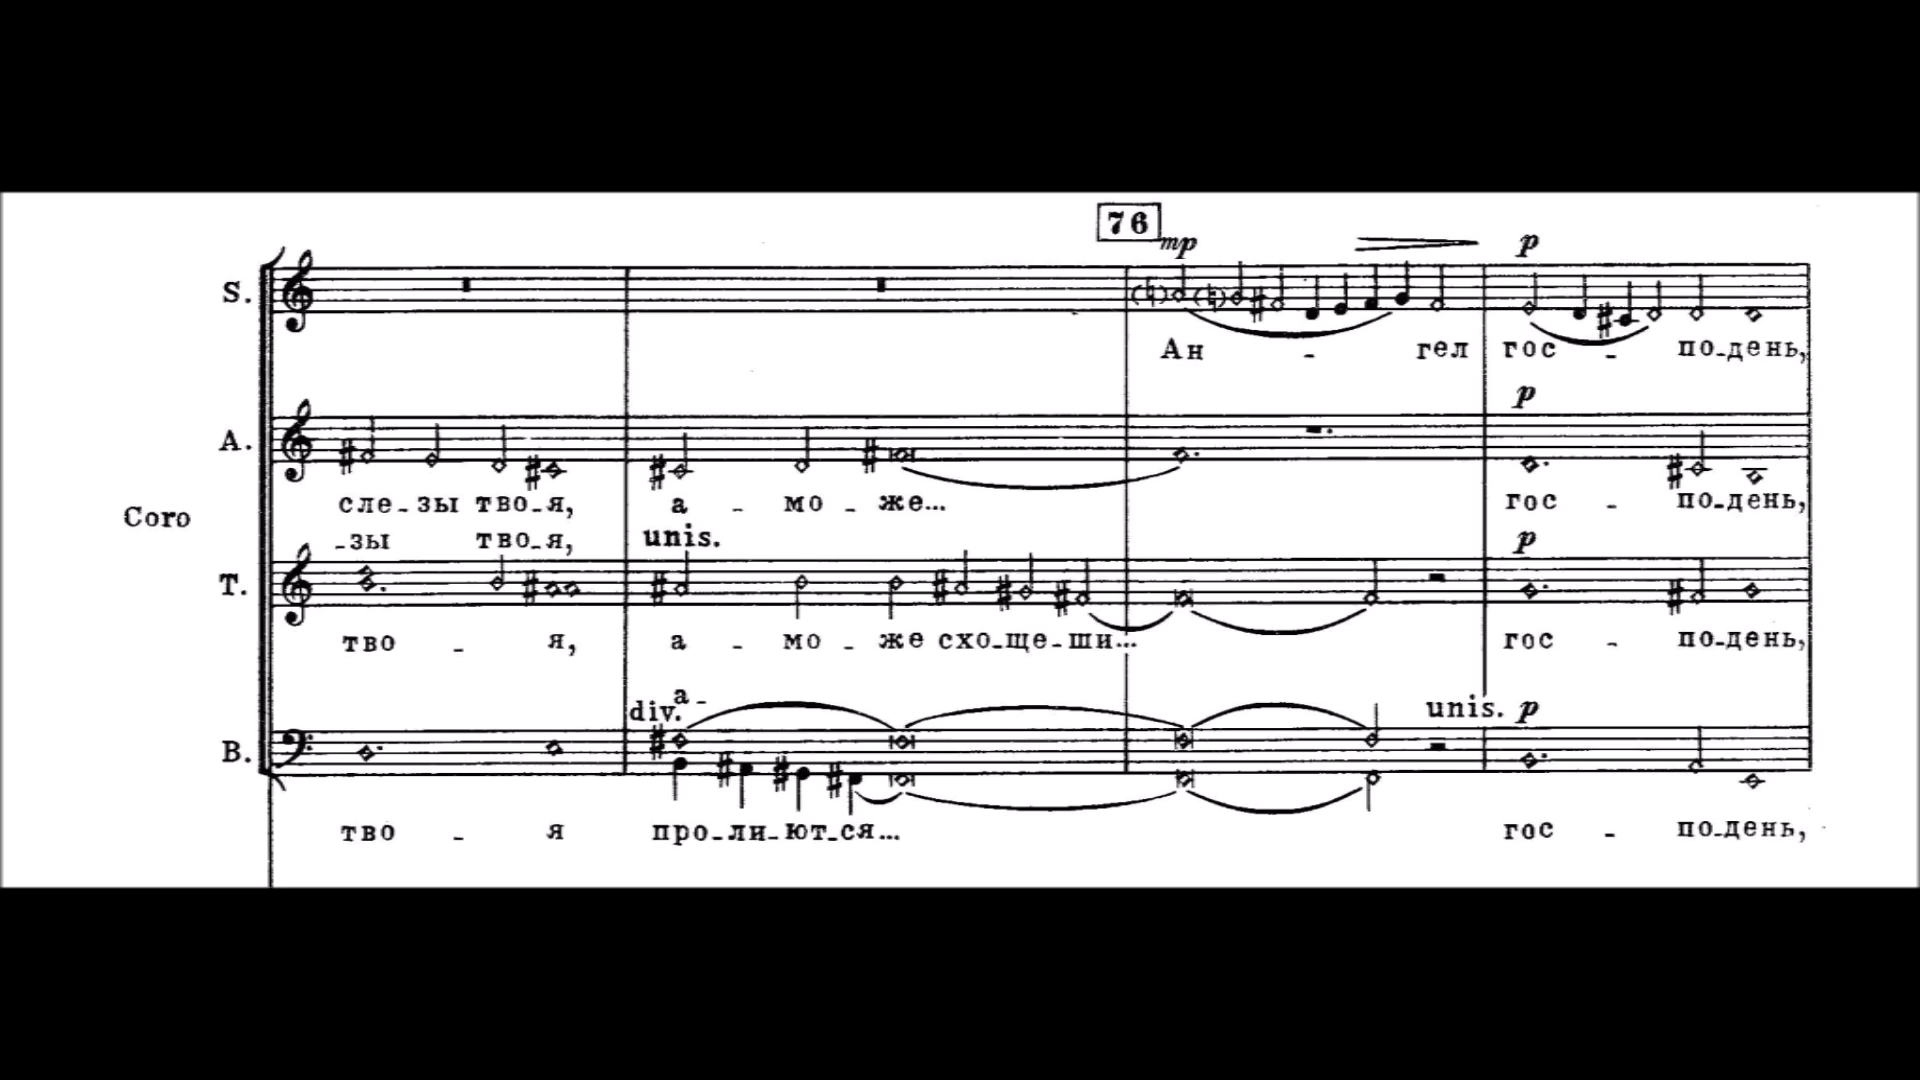 76
mp p
S.
Ан - гел гос - по-день,
p
A.
сле-зы тво-я, а - мо - же... гос - по-день,
Coro
-зы тво-я, unis. p
T.
тво - я, а - мо - же схо-ще-ши... гос - по-день,
а -
div. unis. p
B.
тво - я про-ли-ют-ся... гос - по-день,